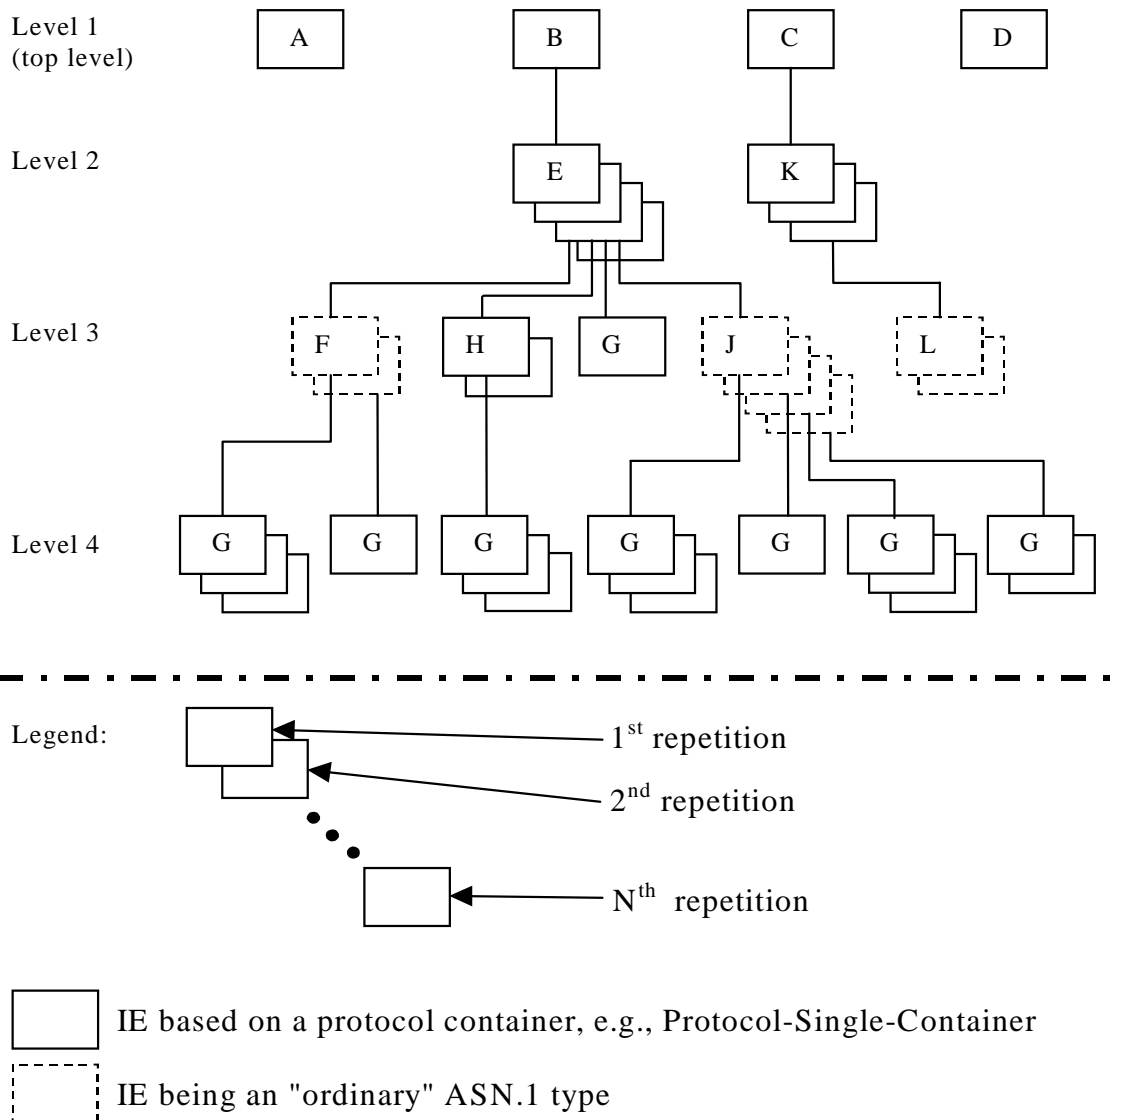 Level 1
(top level)
A B C D
Level 2
E K
Level 3
F H G J L
Level 4
G G G G G G G
Legend:
1st repetition
2nd repetition
Nth repetition
IE based on a protocol container, e.g., Protocol-Single-Container
IE being an "ordinary" ASN.1 type